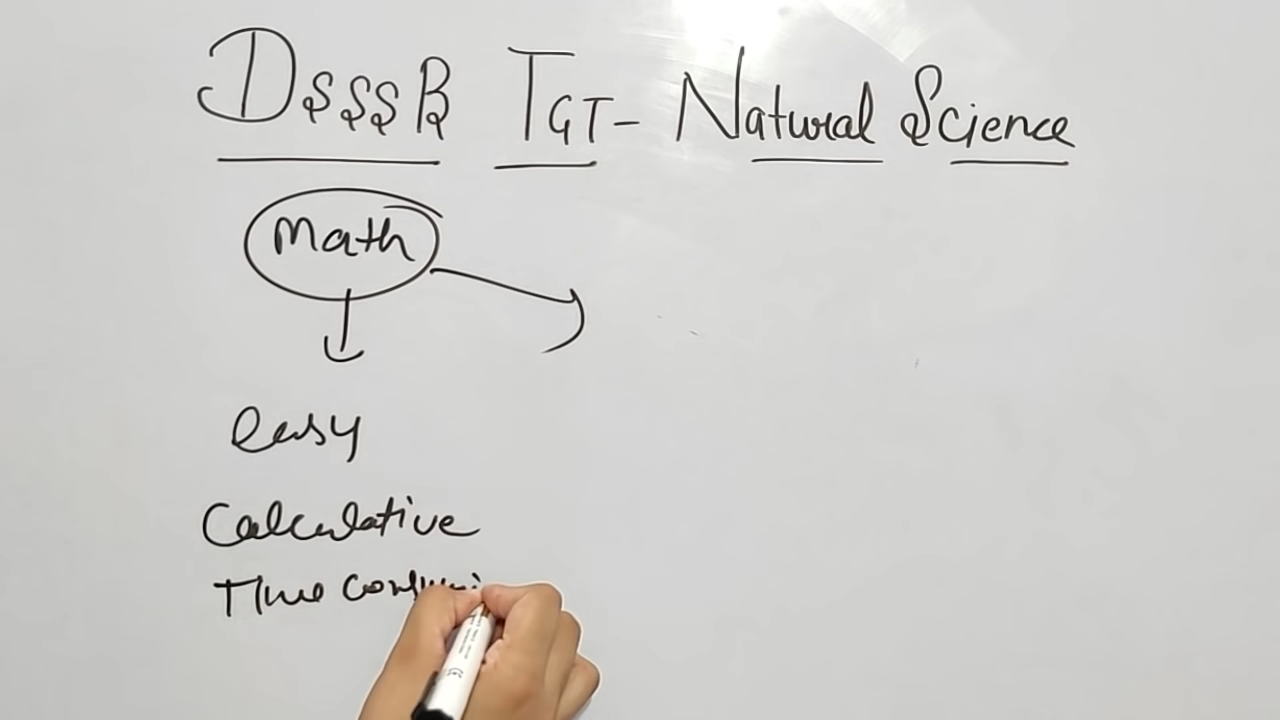 DSSSB TGT- Natural Science
Math
easy
Calculative
Time